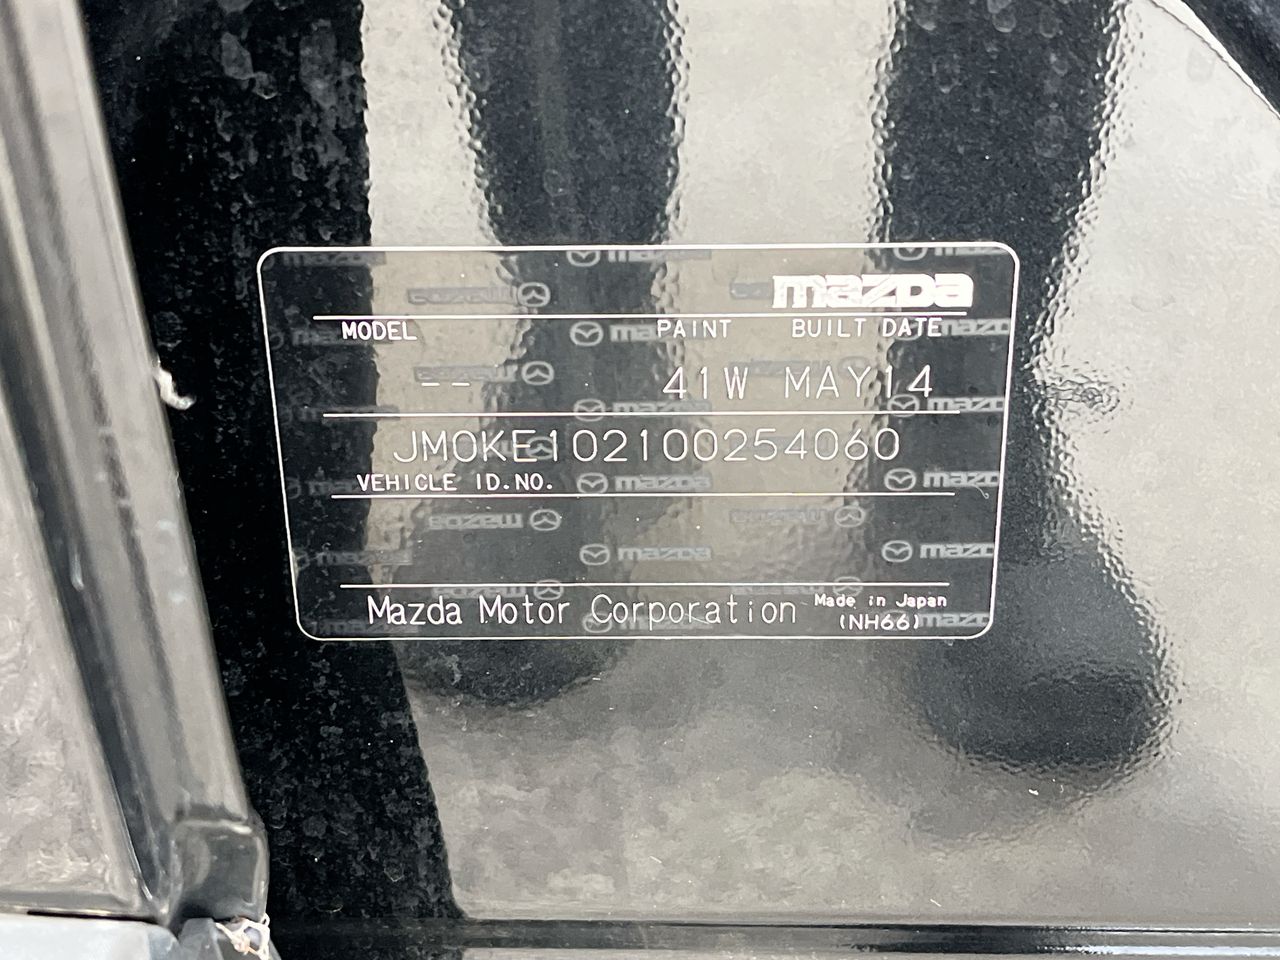 mazda
MODEL PAINT BUILT DATE
-- 41W MAY14
JM0KE102100254060
VEHICLE ID.NO.
Mazda Motor Corporation Made in Japan
(NH66)